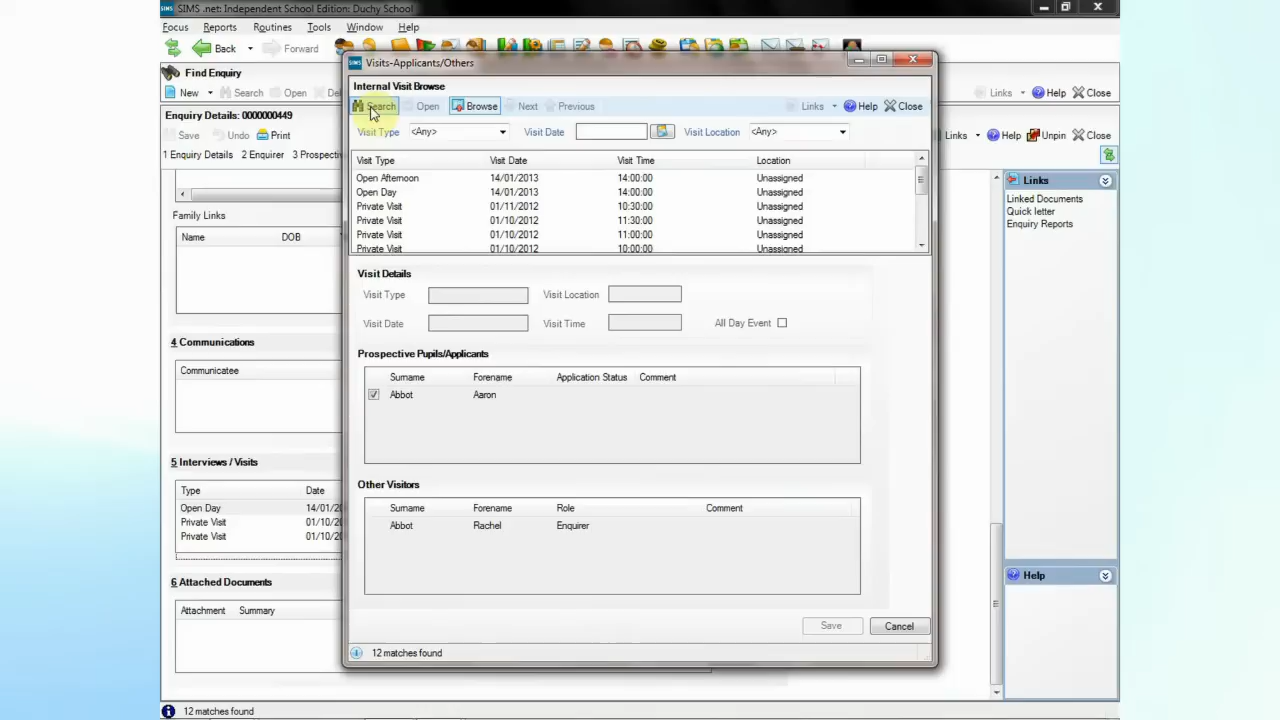 SIMS .net: Independent School Edition: Duchy School
Focus Reports Routines Tools Window Help
Back Forward
Find Enquiry
New Search Open Links Help Close
Enquiry Details: 0000000449
Save Undo Print Links Help Unpin Close
1 Enquiry Details 2 Enquirer
Family Links
Name DOB
4 Communications
Communicatee
5 Interviews / Visits
Type Date
Open Day 14/01/
Private Visit 01/10/
Private Visit 01/10/
6 Attached Documents
Attachment Summary
Visits-Applicants/Others
Internal Visit Browse
Search Open Browse Next Previous Links Help Close
Visit Type <Any> Visit Date Visit Location <Any>
Visit Type Visit Date Visit Time Location
Open Afternoon 14/01/2013 14:00:00 Unassigned
Open Day 14/01/2013 14:00:00 Unassigned
Private Visit 01/11/2012 10:30:00 Unassigned
Private Visit 01/10/2012 11:30:00 Unassigned
Private Visit 01/10/2012 11:00:00 Unassigned
Private Visit 01/10/2012 10:00:00 Unassigned
Visit Details
Visit Type Visit Location
Visit Date Visit Time All Day Event
Prospective Pupils/Applicants
Surname Forename Application Status Comment
Abbot Aaron
Other Visitors
Surname Forename Role Comment
Abbot Rachel Enquirer
Save Cancel
12 matches found
Links
Linked Documents
Quick letter
Enquiry Reports
Help
12 matches found